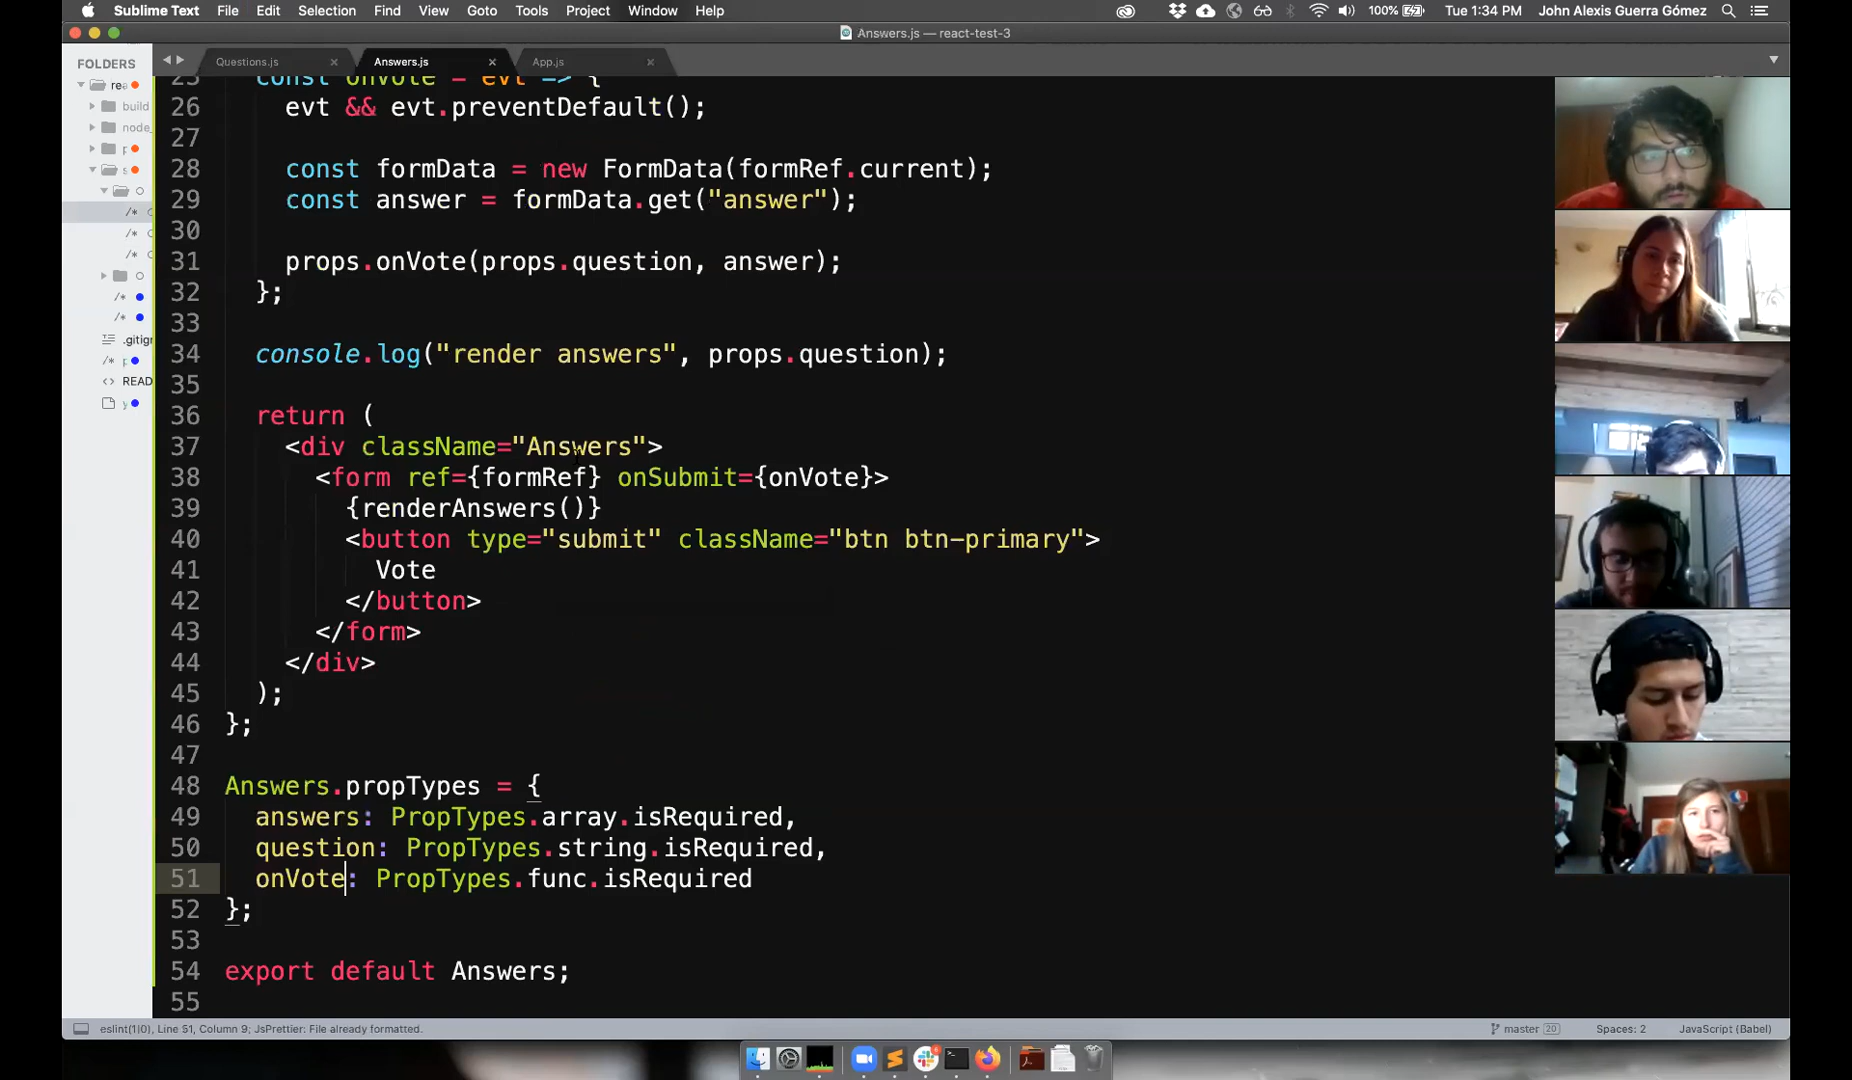 Sublime Text File Edit Selection Find View Goto Tools Project Window Help 100% Tue 1:34 PM John Alexis Guerra Gómez
Answers.js — react-test-3
FOLDERS
Questions.js Answers.js App.js
rea
build
node_
p
s
/*
/*
/*
/*
/*
.gitign
/* p
<> READ
y
25 const onVote = evt => {
26 evt && evt.preventDefault();
27
28 const formData = new FormData(formRef.current);
29 const answer = formData.get("answer");
30
31 props.onVote(props.question, answer);
32 };
33
34 console.log("render answers", props.question);
35
36 return (
37 <div className="Answers">
38 <form ref={formRef} onSubmit={onVote}>
39 {renderAnswers()}
40 <button type="submit" className="btn btn-primary">
41 Vote
42 </button>
43 </form>
44 </div>
45 );
46 };
47
48 Answers.propTypes = {
49 answers: PropTypes.array.isRequired,
50 question: PropTypes.string.isRequired,
51 onVote: PropTypes.func.isRequired
52 };
53
54 export default Answers;
55
eslint(1|0), Line 51, Column 9; JsPrettier: File already formatted. master 20 Spaces: 2 JavaScript (Babel)